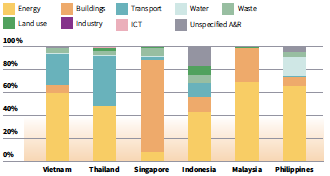 Energy Buildings Transport Water Waste
Land use Industry ICT Unspecified A&R
100%
80%
60%
40%
20%
0%
Vietnam Thailand Singapore Indonesia Malaysia Philippines